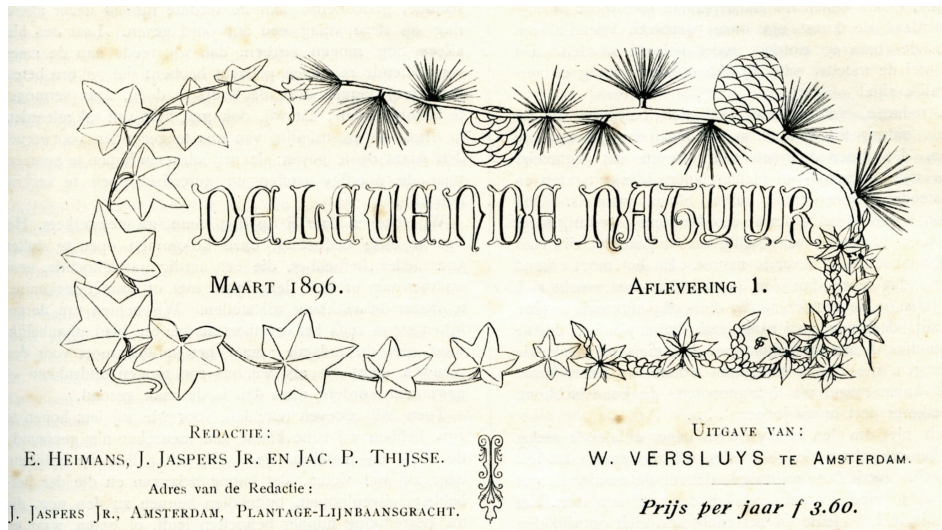 DE LEVENDE NATUUR
MAART 1896.
AFLEVERING 1.
REDACTIE:
E. HEIMANS, J. JASPERS JR. EN JAC. P. THIJSSE.
Adres van de Redactie:
J. JASPERS JR., AMSTERDAM, PLANTAGE-LIJNBAANSGRACHT.
UITGAVE VAN:
W. VERSLUYS TE AMSTERDAM.
Prijs per jaar f 3.60.